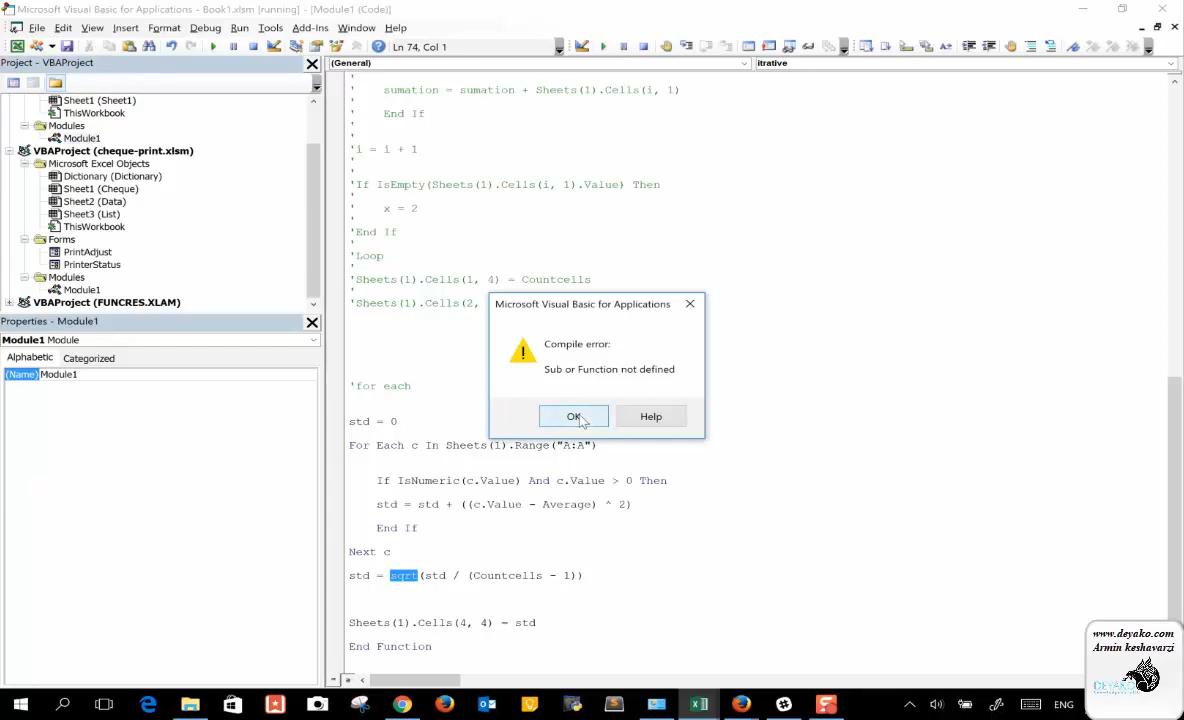 Microsoft Visual Basic for Applications - Book1.xlsm [running] - [Module1 (Code)]
File Edit View Insert Format Debug Run Tools Add-Ins Window Help
Ln 74, Col 1
Project - VBAProject
Sheet1 (Sheet1)
ThisWorkbook
Modules
Module1
VBAProject (cheque-print.xlsm)
Microsoft Excel Objects
Dictionary (Dictionary)
Sheet1 (Cheque)
Sheet2 (Data)
Sheet3 (List)
ThisWorkbook
Forms
PrintAdjust
PrinterStatus
Modules
Module1
VBAProject (FUNCRES.XLAM)
Properties - Module1
Module1 Module
Alphabetic Categorized
(Name) Module1
(General) itrative
'
' sumation = sumation + Sheets(1).Cells(i, 1)
'
' End If
'
'
'i = i + 1
'
'
'If IsEmpty(Sheets(1).Cells(i, 1).Value) Then
'
' x = 2
'
'End If
'
'Loop
'
'Sheets(1).Cells(1, 4) = Countcells
'
'Sheets(1).Cells(2,
'for each
std = 0
For Each c In Sheets(1).Range("A:A")
If IsNumeric(c.Value) And c.Value > 0 Then
std = std + ((c.Value - Average) ^ 2)
End If
Next c
std = sqrt(std / (Countcells - 1))
Sheets(1).Cells(4, 4) = std
End Function
Microsoft Visual Basic for Applications
Compile error:
Sub or Function not defined
OK Help
www.deyako.com
Armin keshavarzi
DEYAKO
ENG